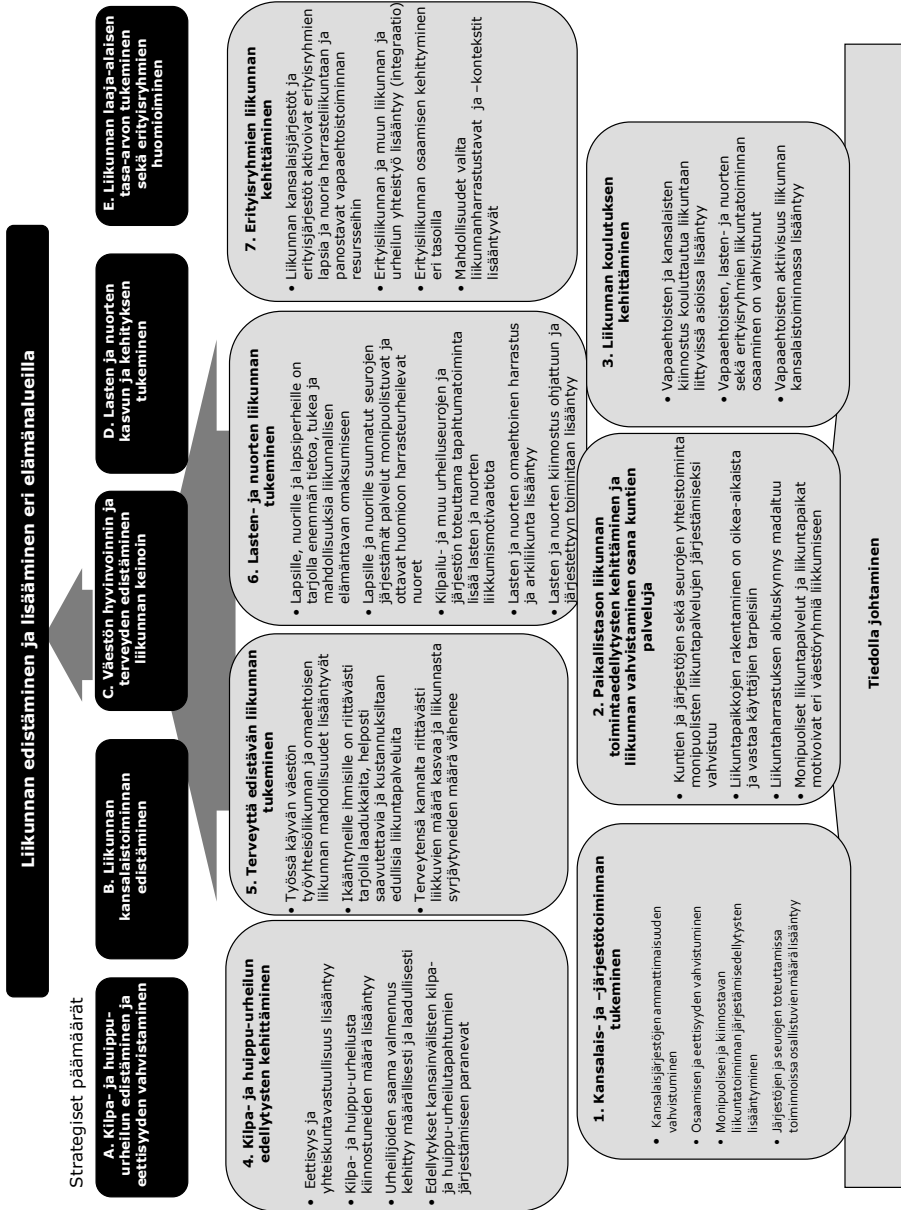 Liikunnan edistäminen ja lisääminen eri elämänalueilla
Strategiset päämäärät
A. Kilpa- ja huippu-
urheilun edistäminen ja
eettisyyden vahvistaminen
B. Liikunnan
kansalaistoiminnan
edistäminen
C. Väestön hyvinvoinnin ja
terveyden edistäminen
liikunnan keinoin
D. Lasten ja nuorten
kasvun ja kehityksen
tukeminen
E. Liikunnan laaja-alaisen
tasa-arvon tukeminen
sekä erityisryhmien
huomioiminen
4. Kilpa- ja huippu-urheilun
edellytysten kehittäminen
• Eettisyys ja
yhteiskuntavastuullisuus lisääntyy
• Kilpa- ja huippu-urheilusta
kiinnostuneiden määrä lisääntyy
• Urheilijoiden saama valmennus
kehittyy määrällisesti ja laadullisesti
• Edellytykset kansainvälisten kilpa-
ja huippu-urheilutapahtumien
järjestämiseen paranevat
5. Terveyttä edistävän liikunnan
tukeminen
• Työssä käyvän väestön
työyhteisöliikunnan ja omaehtoisen
liikunnan mahdollisuudet lisääntyvät
• Ikääntyneille ihmisille on riittävästi
tarjolla laadukkaita, helposti
saavutettavia ja kustannuksiltaan
edullisia liikuntapalveluita
• Terveytensä kannalta riittävästi
liikkuvien määrä kasvaa ja liikunnasta
syrjäytyneiden määrä vähenee
6. Lasten- ja nuorten liikunnan
tukeminen
• Lapsille, nuorille ja lapsiperheille on
tarjolla enemmän tietoa, tukea ja
mahdollisuuksia liikunnallisen
elämäntavan omaksumiseen
• Lapsille ja nuorille suunnatut seurojen
järjestämät palvelut monipuolistuvat ja
ottavat huomioon harrasteurheilevat
nuoret
• Kilpailu- ja muu urheiluseurojen ja
järjestön toteuttama tapahtumatoiminta
lisää lasten ja nuorten
liikkumismotivaatiota
• Lasten ja nuorten omaehtoinen harrastus
ja arkiliikunta lisääntyy
• Lasten ja nuorten kiinnostus ohjattuun ja
järjestettyyn toimintaan lisääntyy
7. Erityisryhmien liikunnan
kehittäminen
• Liikunnan kansalaisjärjestöt ja
erityisjärjestöt aktivoivat erityisryhmien
lapsia ja nuoria harrasteliikuntaan ja
panostavat vapaaehtoistoiminnan
resursseihin
• Erityisliikunnan ja muun liikunnan ja
urheilun yhteistyö lisääntyy (integraatio)
• Erityisliikunnan osaamisen kehittyminen
eri tasoilla
• Mahdollisuudet valita
liikunnanharrastustavat ja –kontekstit
lisääntyvät
1. Kansalais- ja –järjestötoiminnan
tukeminen
• Kansalaisjärjestöjen ammattimaisuuden
vahvistuminen
• Osaamisen ja eettisyyden vahvistuminen
• Monipuolisen ja kiinnostavan
liikuntatoiminnan järjestämisedellytysten
lisääntyminen
• Järjestöjen ja seurojen toteuttamissa
toiminnoissa osallistuvien määrä lisääntyy
2. Paikallistason liikunnan
toimintaedellytysten kehittäminen ja
liikunnan vahvistaminen osana kuntien
palveluja
• Kuntien ja järjestöjen sekä seurojen yhteistoiminta
monipuolisten liikuntapalvelujen järjestämiseksi
vahvistuu
• Liikuntapaikkojen rakentaminen on oikea-aikaista
ja vastaa käyttäjien tarpeisiin
• Liikuntaharrastuksen aloituskynnys madaltuu
• Monipuoliset liikuntapalvelut ja liikuntapaikat
motivoivat eri väestöryhmiä liikkumiseen
3. Liikunnan koulutuksen
kehittäminen
• Vapaaehtoisten ja kansalaisten
kiinnostus kouluttautua liikuntaan
liittyvissä asioissa lisääntyy
• Vapaaehtoisten, lasten- ja nuorten
sekä erityisryhmien liikuntatoiminnan
osaaminen on vahvistunut
• Vapaaehtoisten aktiivisuus liikunnan
kansalaistoiminnassa lisääntyy
Tiedolla johtaminen